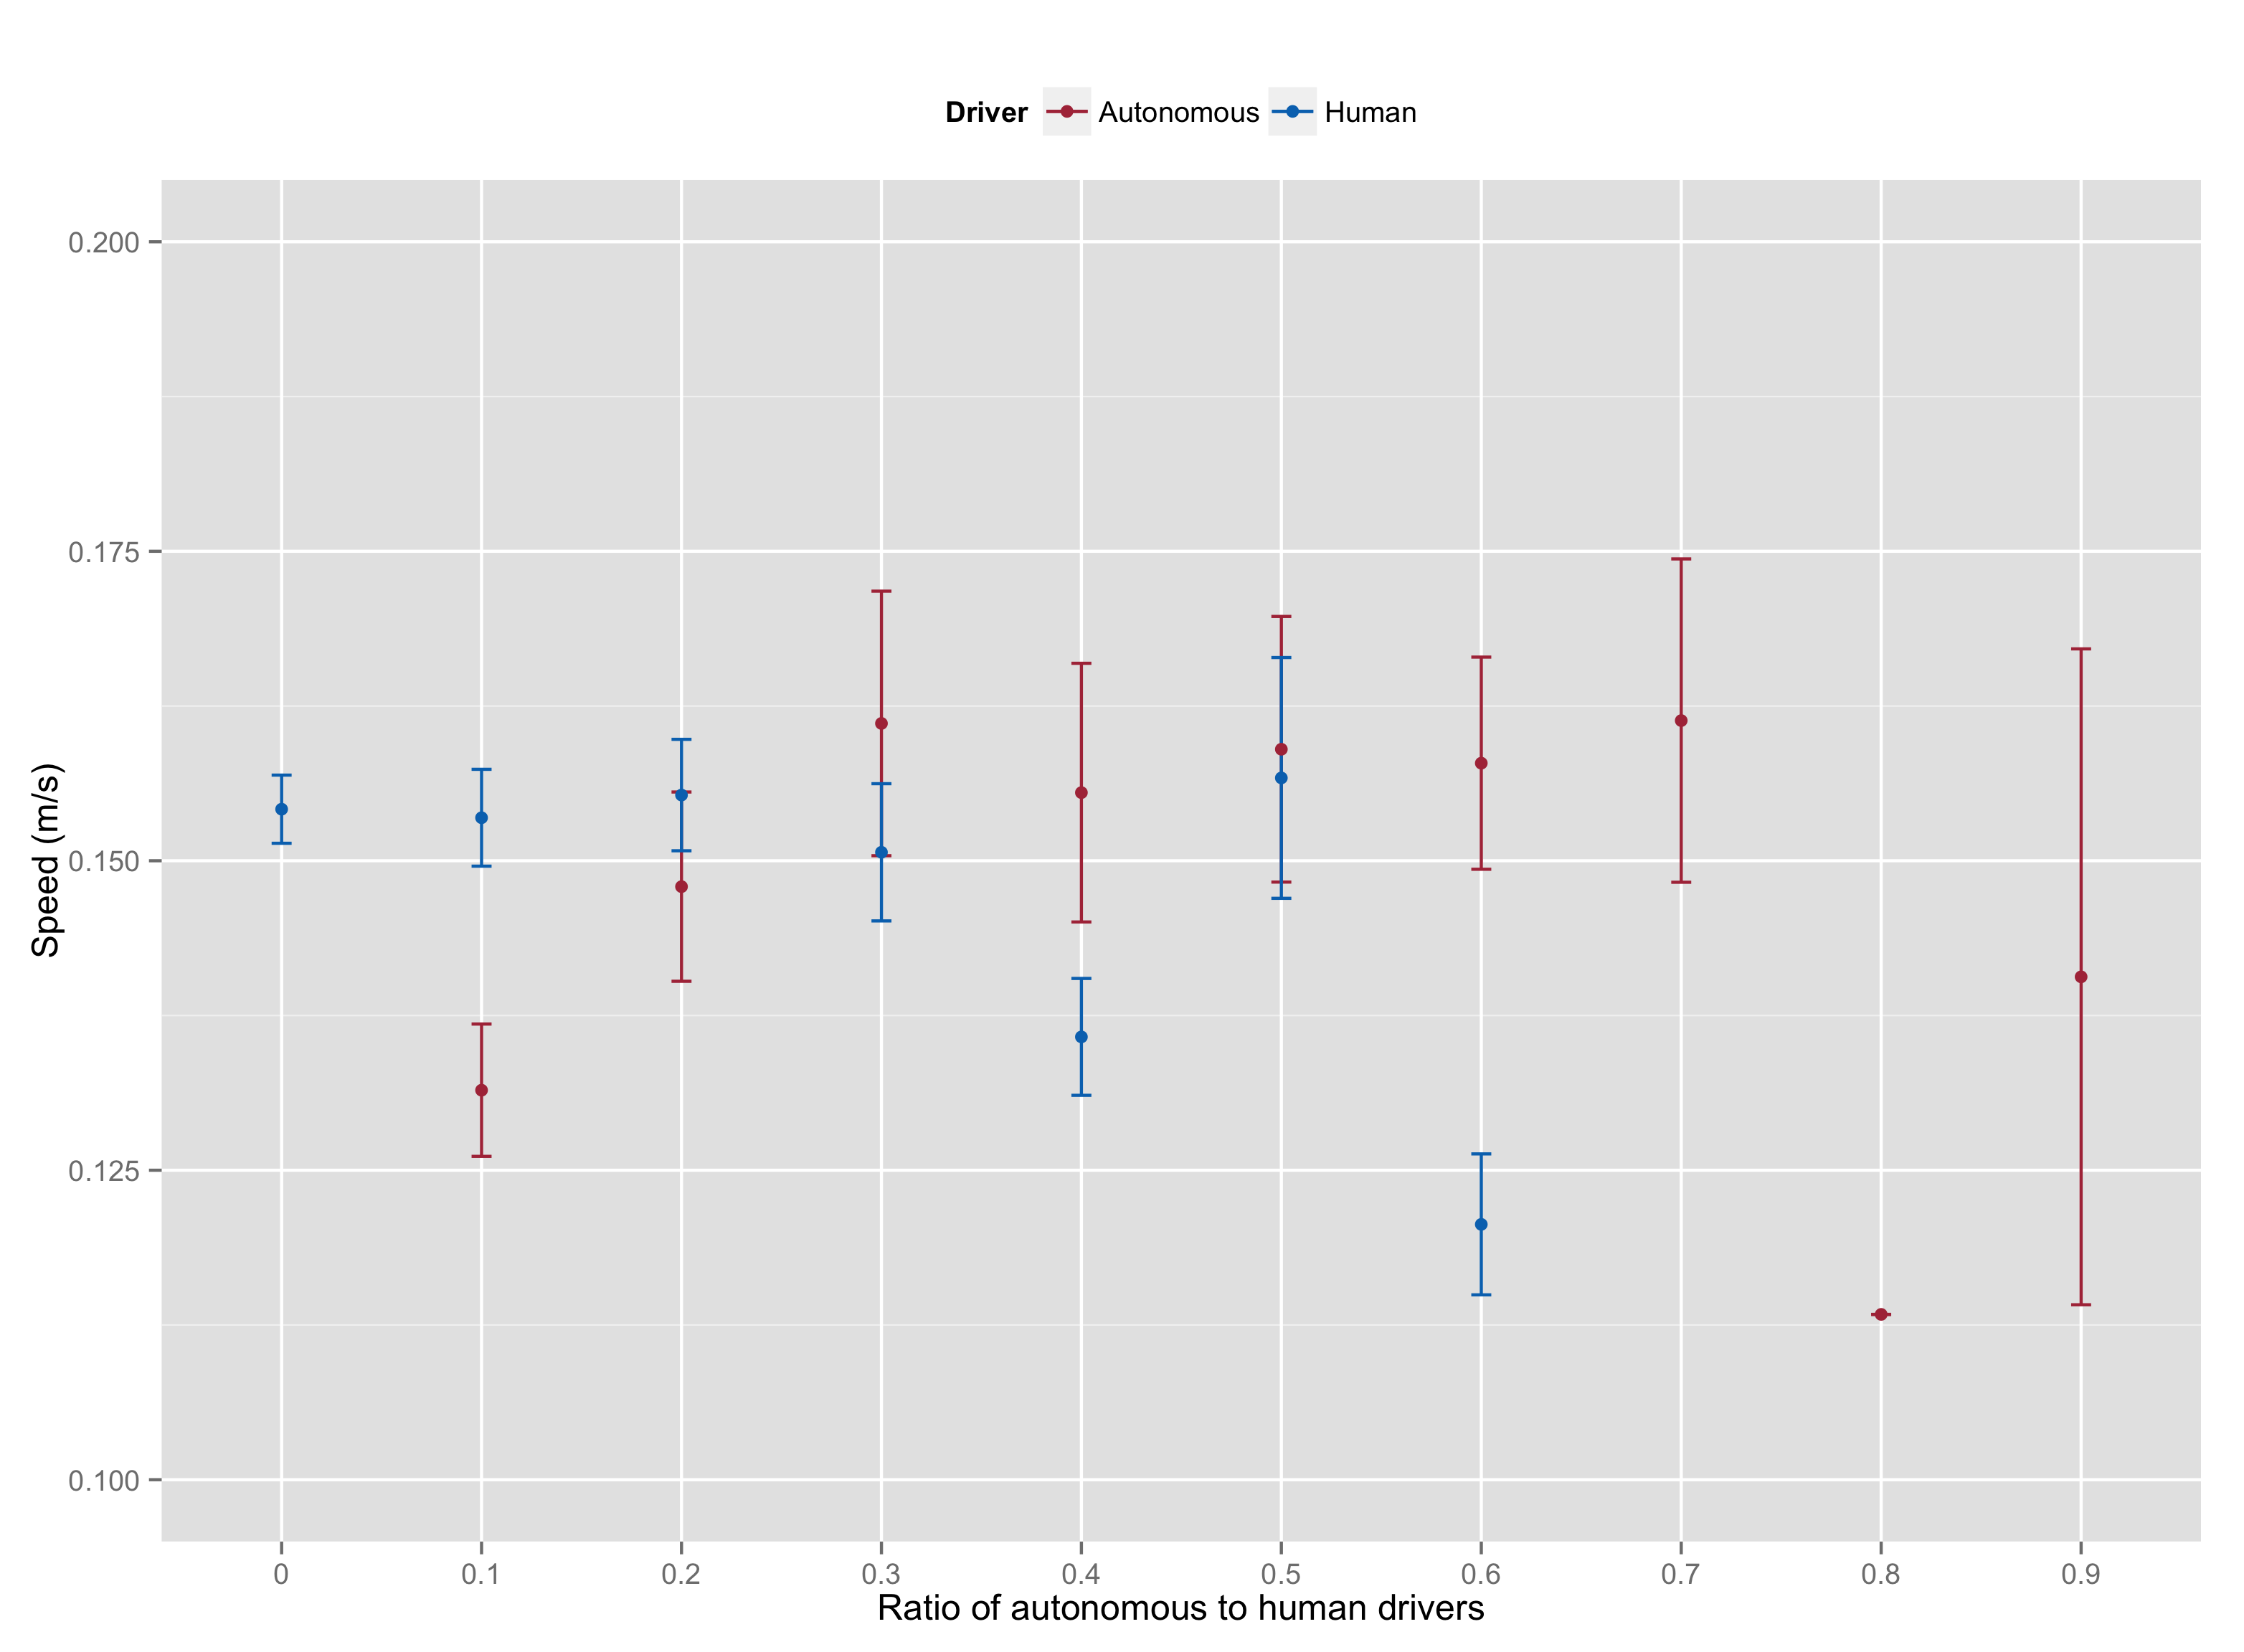 Driver Autonomous Human
0.200
0.175
0.150
0.125
0.100
Speed (m/s)
0 0.1 0.2 0.3 0.4 0.5 0.6 0.7 0.8 0.9
Ratio of autonomous to human drivers